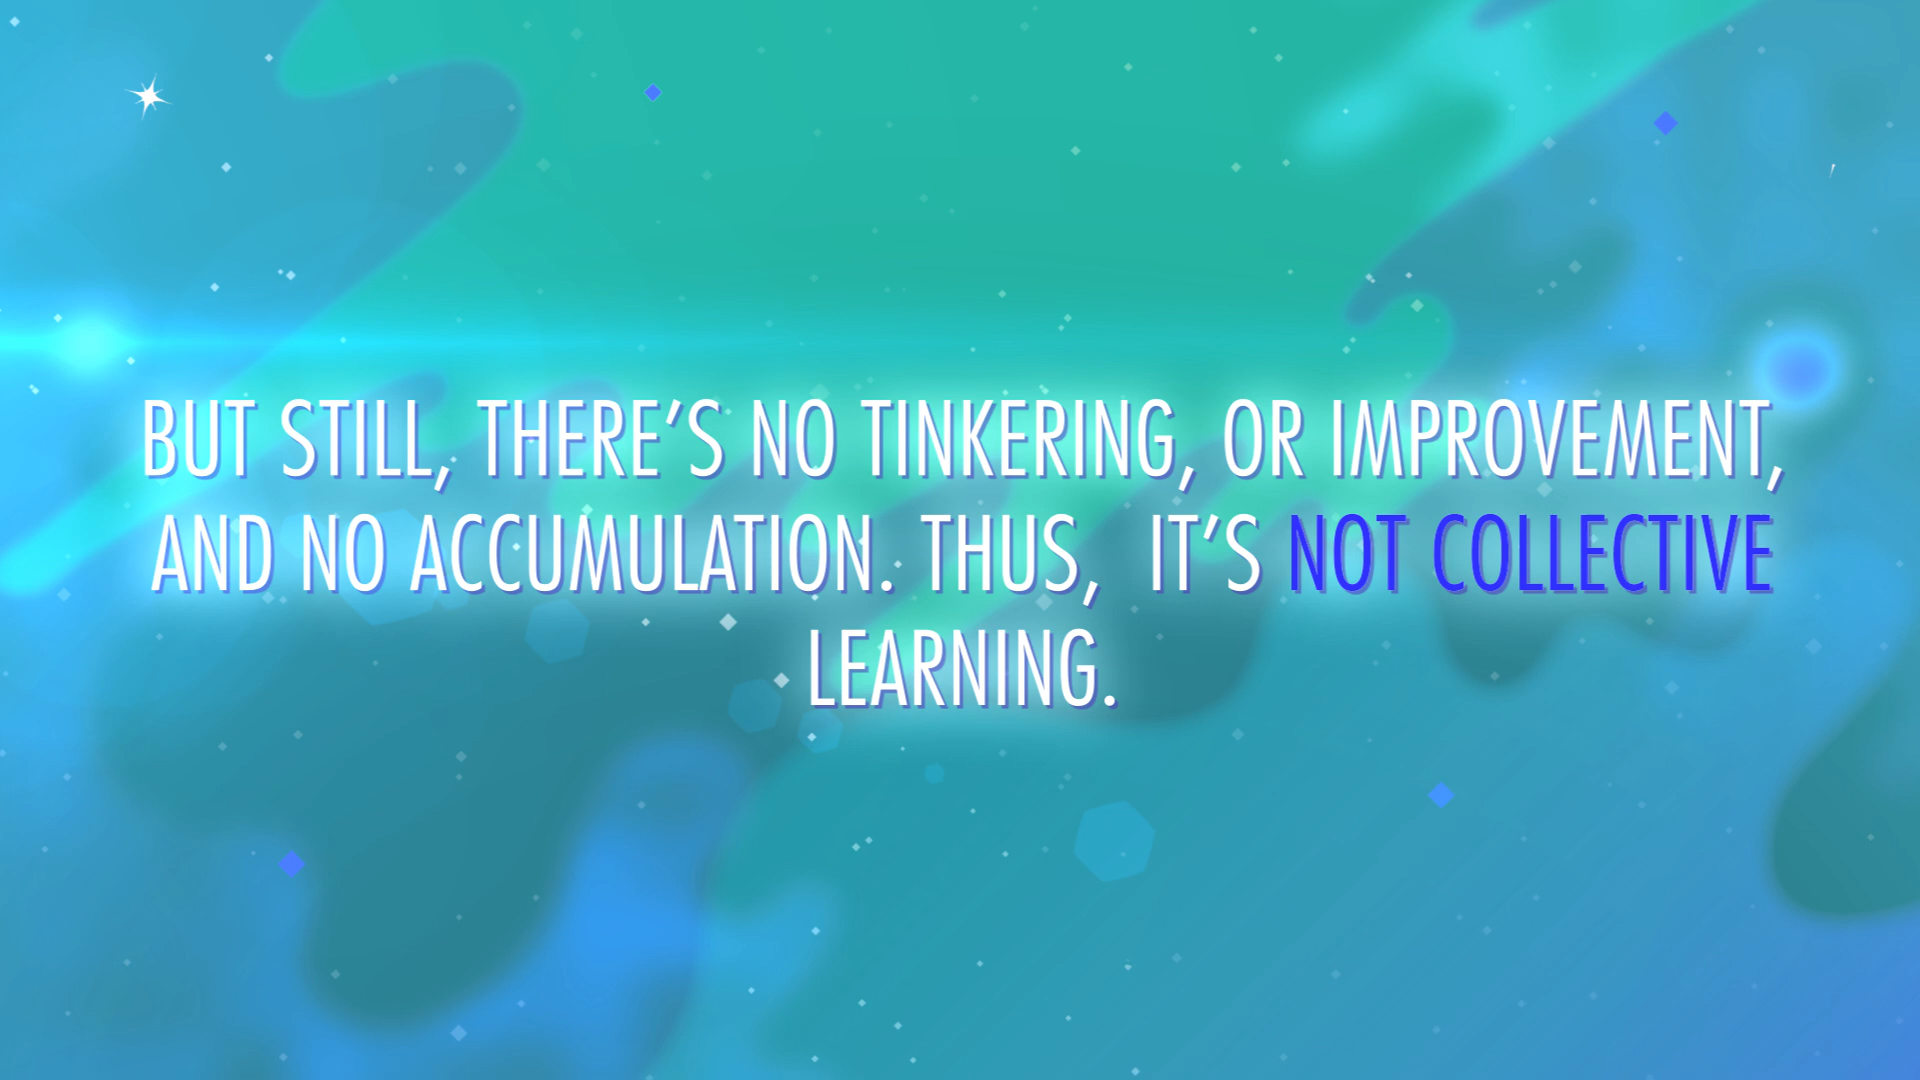 BUT STILL, THERE'S NO TINKERING, OR IMPROVEMENT,
AND NO ACCUMULATION. THUS,  IT'S NOT COLLECTIVE
LEARNING.